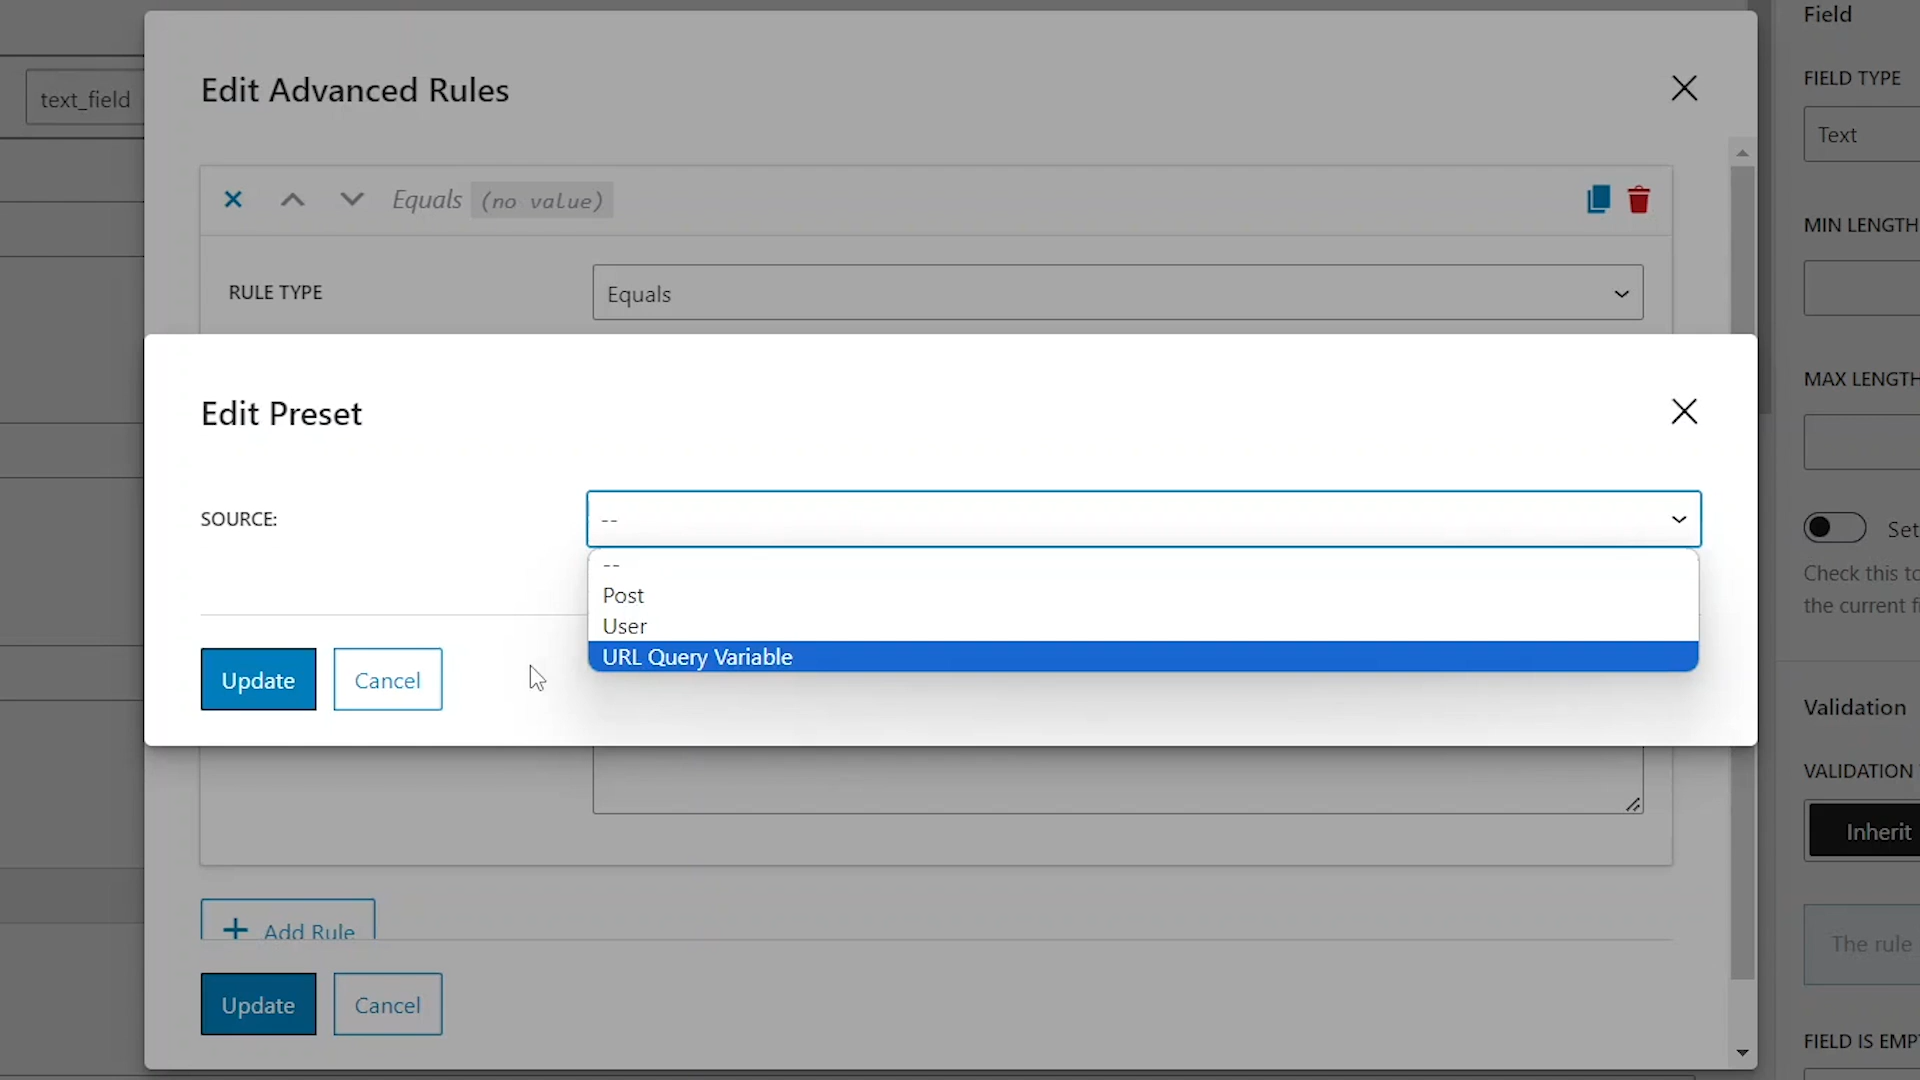 Field
Edit Advanced Rules
FIELD TYPE
text_field
Text
Equals (no value)
MIN LENGTH
RULE TYPE
Equals
MAX LENGTH
Edit Preset
SOURCE:
--
Set
--
Check this to
Post
the current fi
User
URL Query Variable
Update
Cancel
Validation
VALIDATION
Inherit
Add Rule
The rule
Update
Cancel
FIELD IS EMP